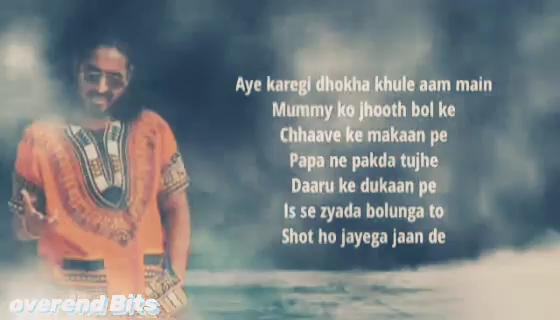 Aye karegi dhokha khule aam main
Mummy ko jhooth bol ke
Chhaave ke makaan pe
Papa ne pakda tujhe
Daaru ke dukaan pe
Is se zyada bolunga to
Shot ho jayega jaan de
overend Bits